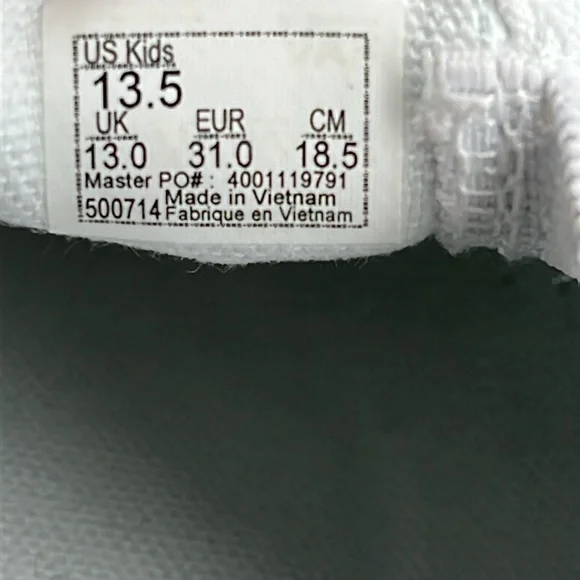 US Kids
13.5
UK EUR CM
13.0 31.0 18.5
Master PO# : 4001119791
Made in Vietnam
500714 Fabrique en Vietnam